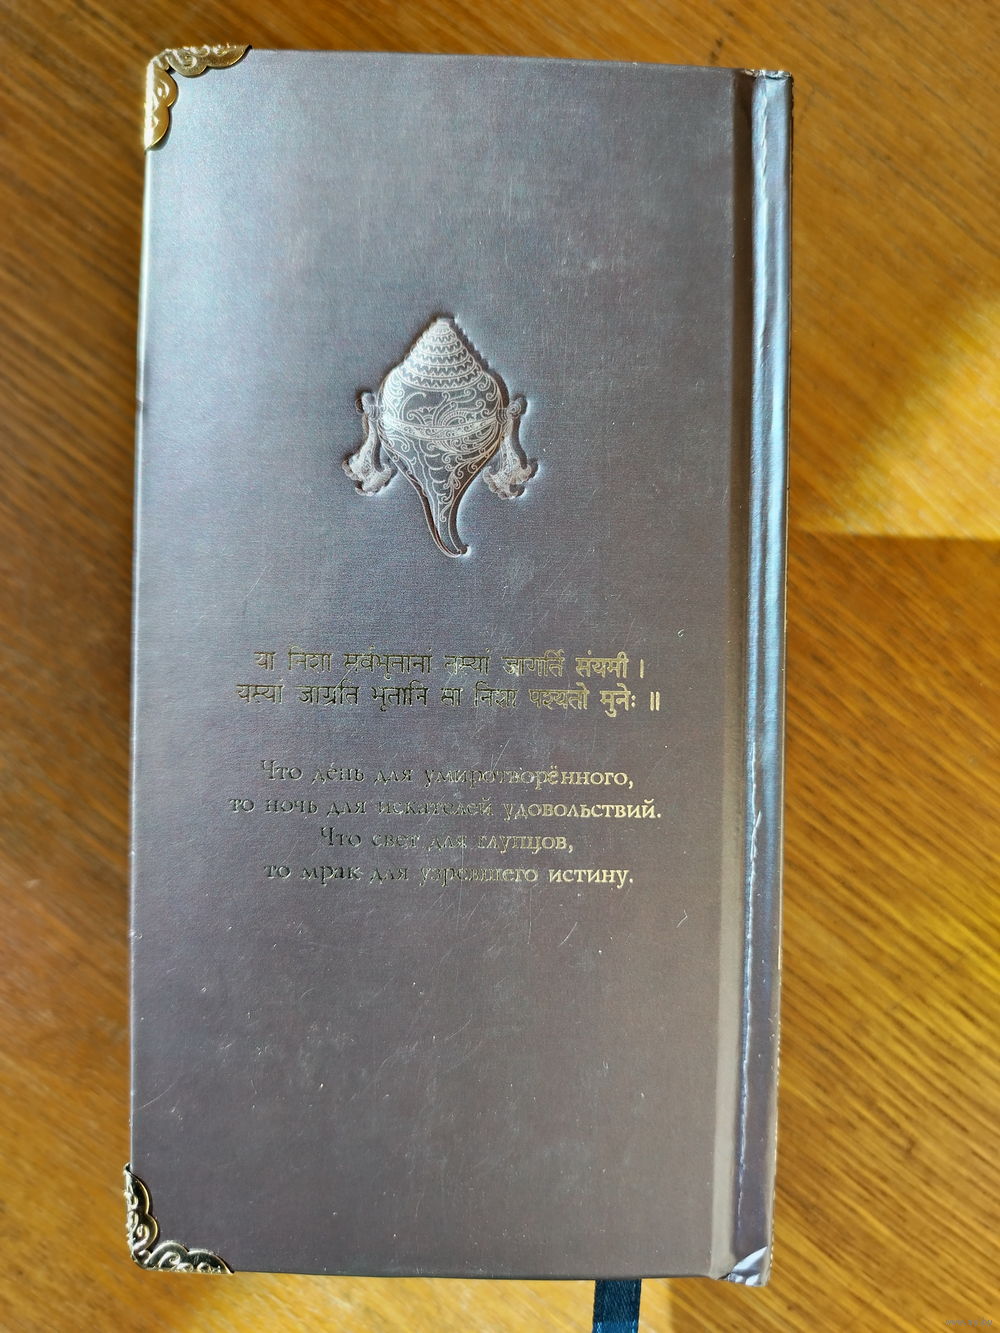 या निशा सर्वभूतानां तस्यां जागर्ति संयमी ।
यस्यां जाग्रति भूतानि सा निशा पश्यतो मुनेः ॥
Что день для умиротворённого,
то ночь для искателей удовольствий.
Что свет для глупцов,
то мрак для узревшего истину.